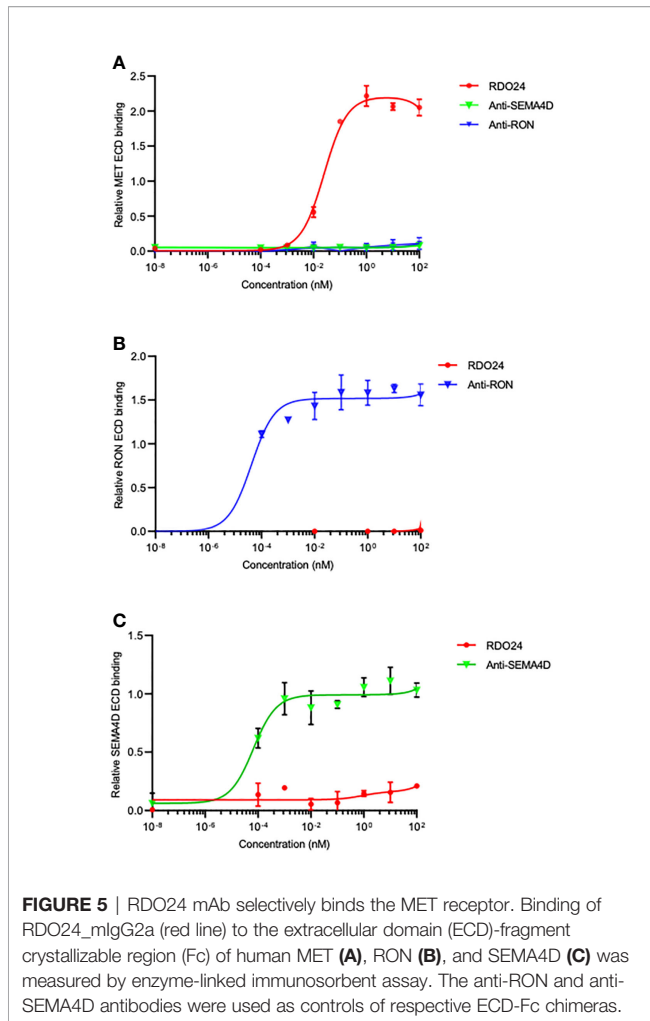 A
RDO24
Anti-SEMA4D
Anti-RON
Relative MET ECD binding
2.5
2.0
1.5
1.0
0.5
0.0
10-8 10-6 10-4 10-2 100 102
Concentration (nM)
B
RDO24
Anti-RON
Relative RON ECD binding
2.0
1.5
1.0
0.5
0.0
10-8 10-6 10-4 10-2 100 102
Concentration (nM)
C
RDO24
Anti-SEMA4D
Relative SEMA4D ECD binding
1.5
1.0
0.5
0.0
10-8 10-6 10-4 10-2 100 102
Concentration (nM)
FIGURE 5 | RDO24 mAb selectively binds the MET receptor. Binding of
RDO24_mIgG2a (red line) to the extracellular domain (ECD)-fragment
crystallizable region (Fc) of human MET (A), RON (B), and SEMA4D (C) was
measured by enzyme-linked immunosorbent assay. The anti-RON and anti-
SEMA4D antibodies were used as controls of respective ECD-Fc chimeras.